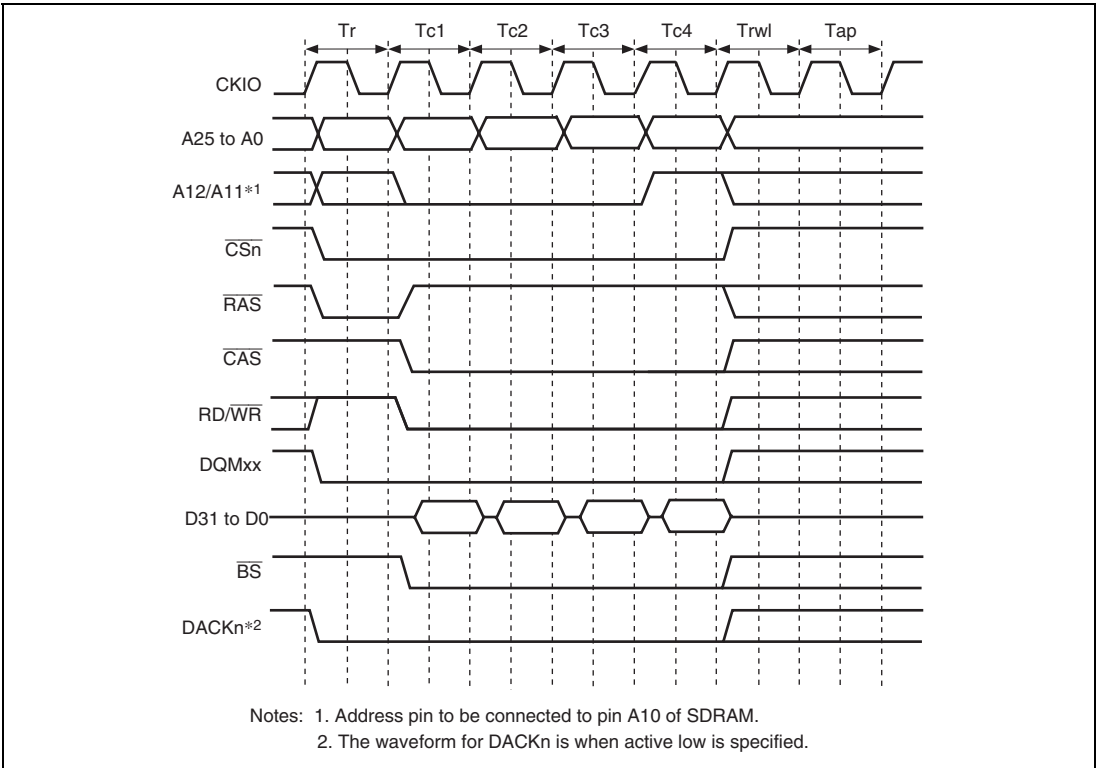 Tr Tc1 Tc2 Tc3 Tc4 Trwl Tap
CKIO
A25 to A0
A12/A11*1
CSn
RAS
CAS
RD/WR
DQMxx
D31 to D0
BS
DACKn*2
Notes: 1. Address pin to be connected to pin A10 of SDRAM.
2. The waveform for DACKn is when active low is specified.